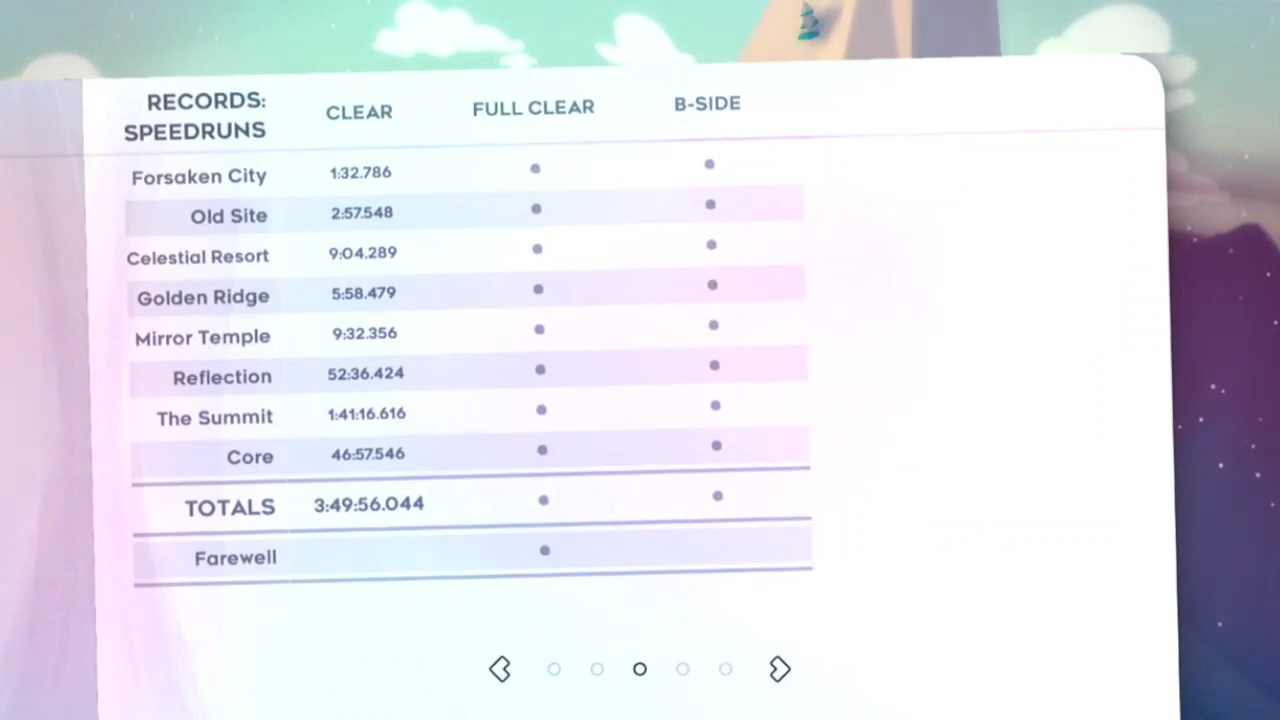 RECORDS: SPEEDRUNS CLEAR FULL CLEAR B-SIDE
Forsaken City 1:32.786
Old Site 2:57.548
Celestial Resort 9:04.289
Golden Ridge 5:58.479
Mirror Temple 9:32.356
Reflection 52:36.424
The Summit 1:41:16.616
Core 46:57.546
TOTALS 3:49:56.044
Farewell